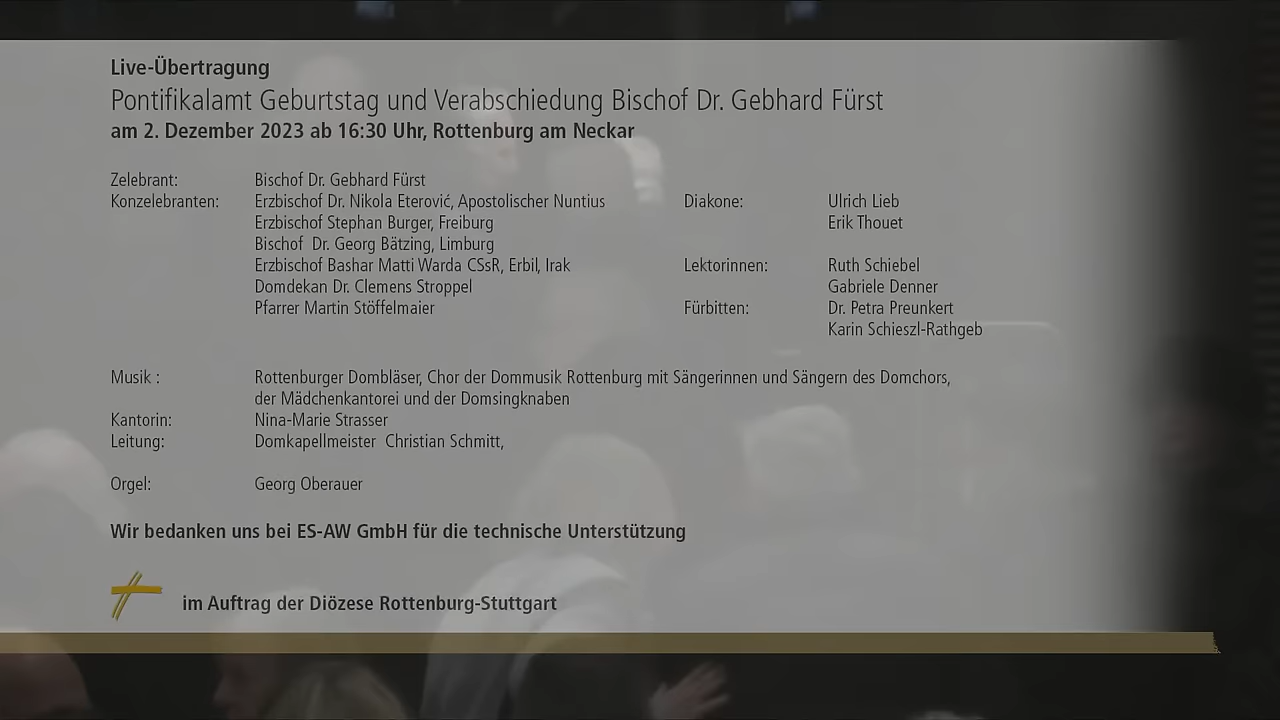 Live-Übertragung
Pontifikalamt Geburtstag und Verabschiedung Bischof Dr. Gebhard Fürst
am 2. Dezember 2023 ab 16:30 Uhr, Rottenburg am Neckar
Zelebrant: Bischof Dr. Gebhard Fürst
Konzelebranten: Erzbischof Dr. Nikola Eterović, Apostolischer Nuntius
Erzbischof Stephan Burger, Freiburg
Bischof Dr. Georg Bätzing, Limburg
Erzbischof Bashar Matti Warda CSsR, Erbil, Irak
Domdekan Dr. Clemens Stroppel
Pfarrer Martin Stöffelmaier
Diakone: Ulrich Lieb
Erik Thouet
Lektorinnen: Ruth Schiebel
Gabriele Denner
Fürbitten: Dr. Petra Preunkert
Karin Schieszl-Rathgeb
Musik : Rottenburger Dombläser, Chor der Dommusik Rottenburg mit Sängerinnen und Sängern des Domchors,
der Mädchenkantorei und der Domsingknaben
Kantorin: Nina-Marie Strasser
Leitung: Domkapellmeister Christian Schmitt,
Orgel: Georg Oberauer
Wir bedanken uns bei ES-AW GmbH für die technische Unterstützung
im Auftrag der Diözese Rottenburg-Stuttgart